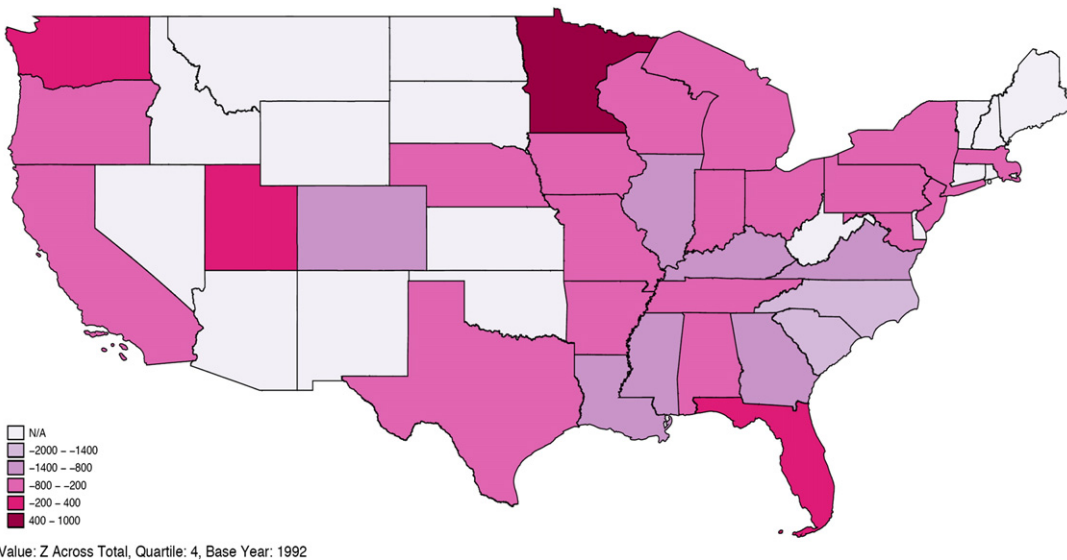 N/A
−2000 − −1400
−1400 − −800
−800 − −200
−200 − 400
400 − 1000
Value: Z Across Total, Quartile: 4, Base Year: 1992